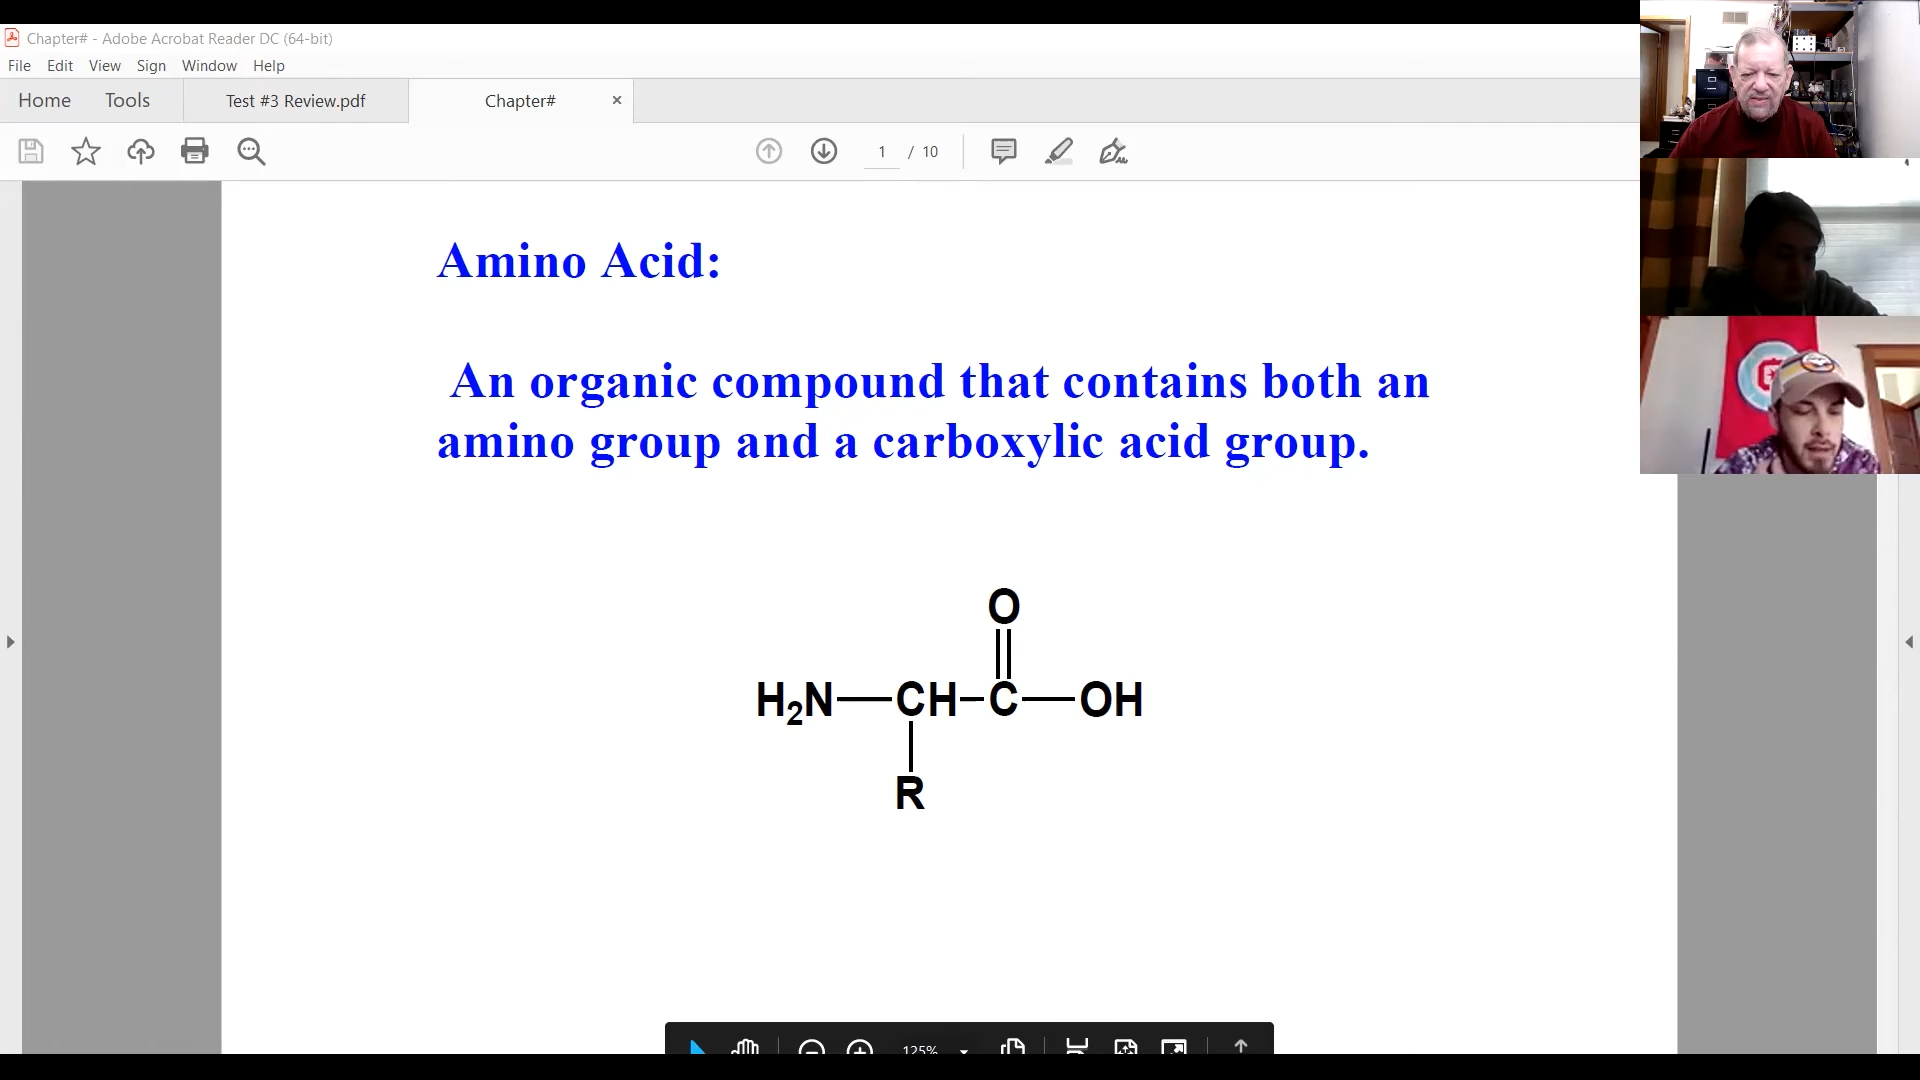 Chapter# - Adobe Acrobat Reader DC (64-bit)
File Edit View Sign Window Help
Home Tools Test #3 Review.pdf Chapter# ×
1 / 10
Amino Acid:
An organic compound that contains both an
amino group and a carboxylic acid group.
O
H₂N CH C OH
R
125%